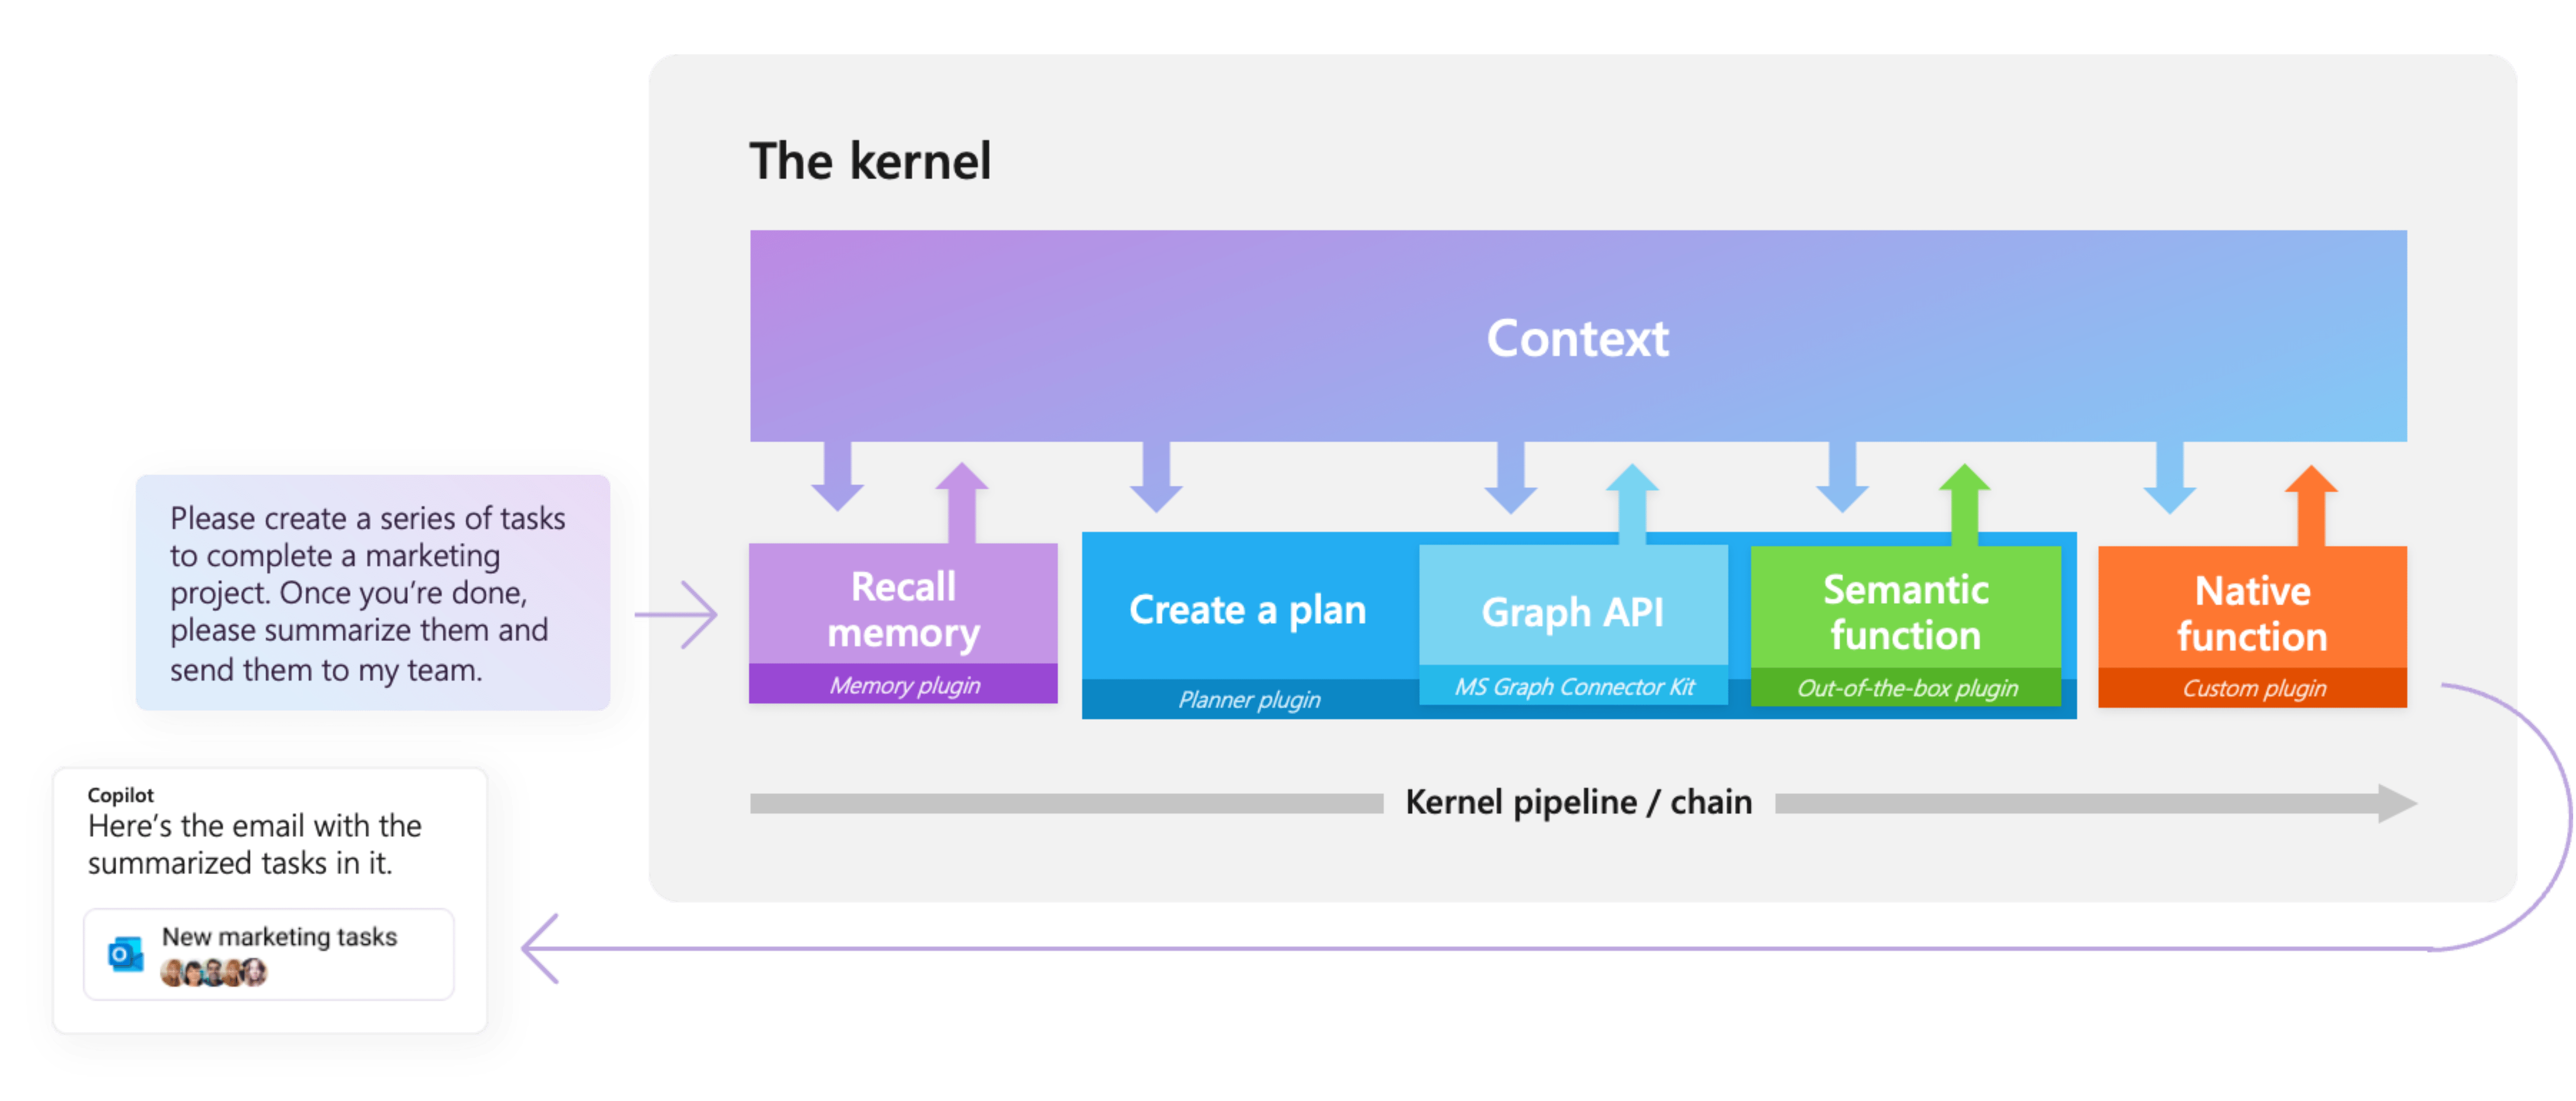 The kernel
Context
Please create a series of tasks
to complete a marketing
project. Once you're done,
please summarize them and
send them to my team.
Recall
memory
Memory plugin
Create a plan
Planner plugin
Graph API
MS Graph Connector Kit
Semantic
function
Out-of-the-box plugin
Native
function
Custom plugin
Kernel pipeline / chain
Copilot
Here's the email with the
summarized tasks in it.
New marketing tasks